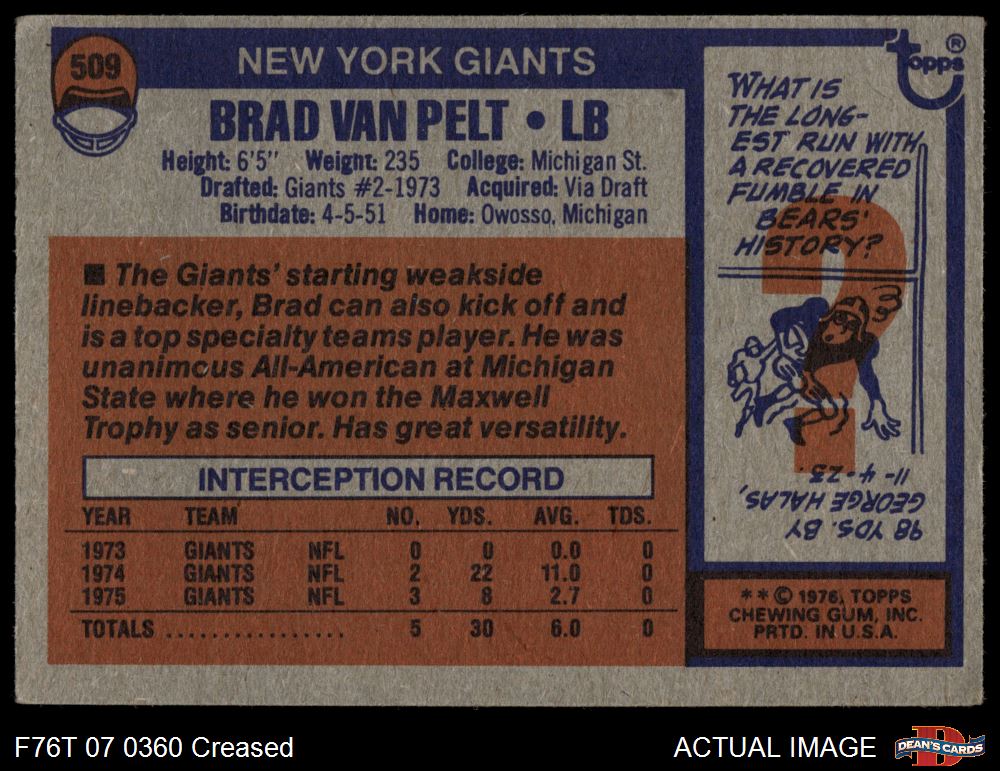 509
NEW YORK GIANTS
BRAD VAN PELT • LB
Height: 6'5" Weight: 235 College: Michigan St.
Drafted: Giants #2-1973 Acquired: Via Draft
Birthdate: 4-5-51 Home: Owosso, Michigan
■ The Giants' starting weakside
linebacker, Brad can also kick off and
is a top specialty teams player. He was
unanimous All-American at Michigan
State where he won the Maxwell
Trophy as senior. Has great versatility.
INTERCEPTION RECORD
YEAR TEAM NO. YDS. AVG. TDS.
1973 GIANTS NFL 0 0 0.0 0
1974 GIANTS NFL 2 22 11.0 0
1975 GIANTS NFL 3 8 2.7 0
TOTALS ................ 5 30 6.0 0
topps ®
WHAT IS
THE LONG-
EST RUN WITH
A RECOVERED
FUMBLE IN
BEARS'
HISTORY?
?
98 YDS. BY
GEORGE HALAS,
11-4-23.
** © 1976, TOPPS
CHEWING GUM, INC.
PRTD. IN U.S.A.
F76T 07 0360 Creased
ACTUAL IMAGE
DEAN'S CARDS